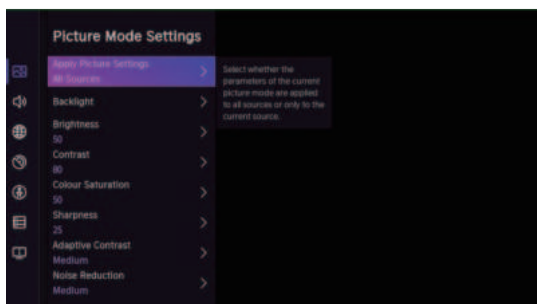 Picture Mode Settings
Apply Picture Settings
All Sources
Backlight
Brightness
50
Contrast
80
Colour Saturation
50
Sharpness
25
Adaptive Contrast
Medium
Noise Reduction
Medium
Select whether the
parameters of the current
picture mode are applied
to all sources or only to the
current source.